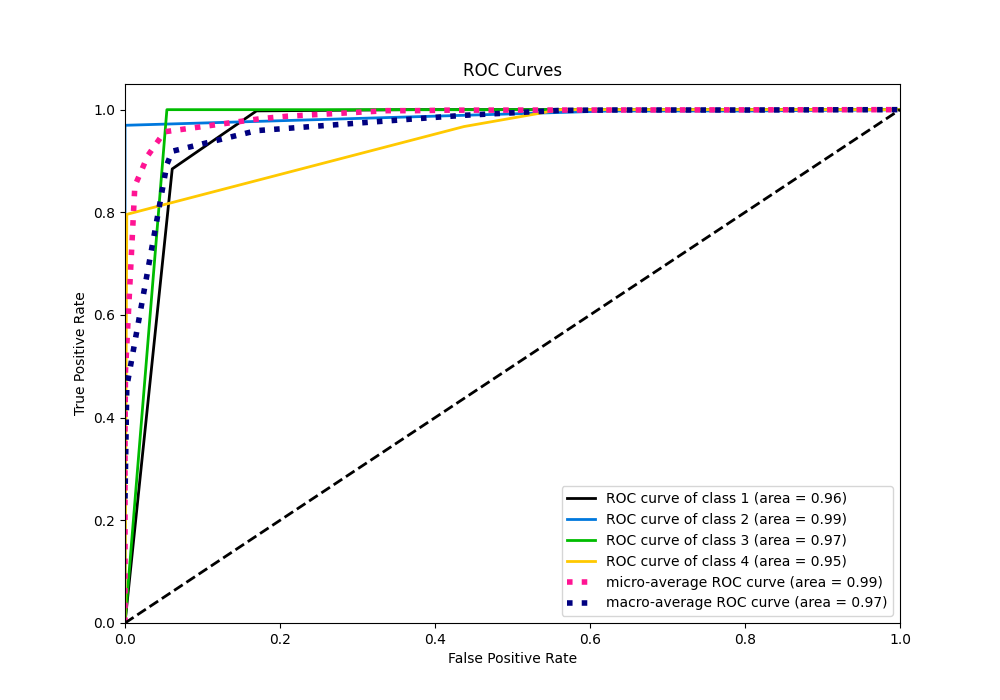 ROC Curves
True Positive Rate
1.0
0.8
0.6
0.4
0.2
0.0
0.0 0.2 0.4 0.6 0.8 1.0
False Positive Rate
ROC curve of class 1 (area = 0.96)
ROC curve of class 2 (area = 0.99)
ROC curve of class 3 (area = 0.97)
ROC curve of class 4 (area = 0.95)
micro-average ROC curve (area = 0.99)
macro-average ROC curve (area = 0.97)